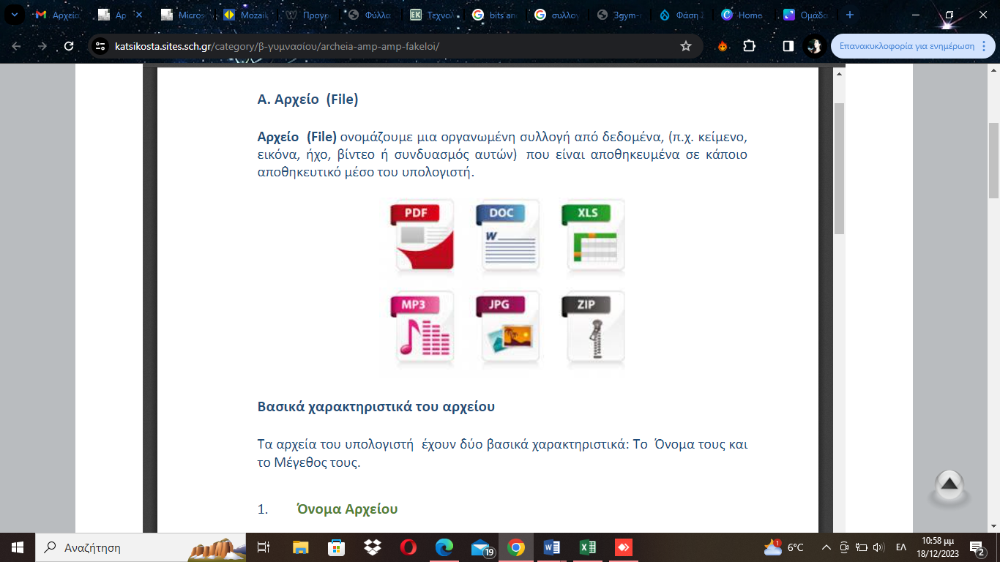 Αρχεία
Αρ
Micros
Mozaik
Προγρ
Φύλλα
Τεχνολ
bits an
συλλογ
3gym-
Φάση
Home
Ομάδα
katsikosta.sites.sch.gr/category/β-γυμνασίου/archeia-amp-amp-fakeloi/
Επανακυκλοφορία για ενημέρωση
Α. Αρχείο (File)
Αρχείο (File) ονομάζουμε μια οργανωμένη συλλογή από δεδομένα, (π.χ. κείμενο,
εικόνα, ήχο, βίντεο ή συνδυασμός αυτών) που είναι αποθηκευμένα σε κάποιο
αποθηκευτικό μέσο του υπολογιστή.
PDF DOC XLS
W
MP3 JPG ZIP
Βασικά χαρακτηριστικά του αρχείου
Τα αρχεία του υπολογιστή έχουν δύο βασικά χαρακτηριστικά: Το Όνομα τους και
το Μέγεθος τους.
1. Όνομα Αρχείου
Αναζήτηση
19
1
6°C
ΕΛ
10:58 μμ
18/12/2023
2